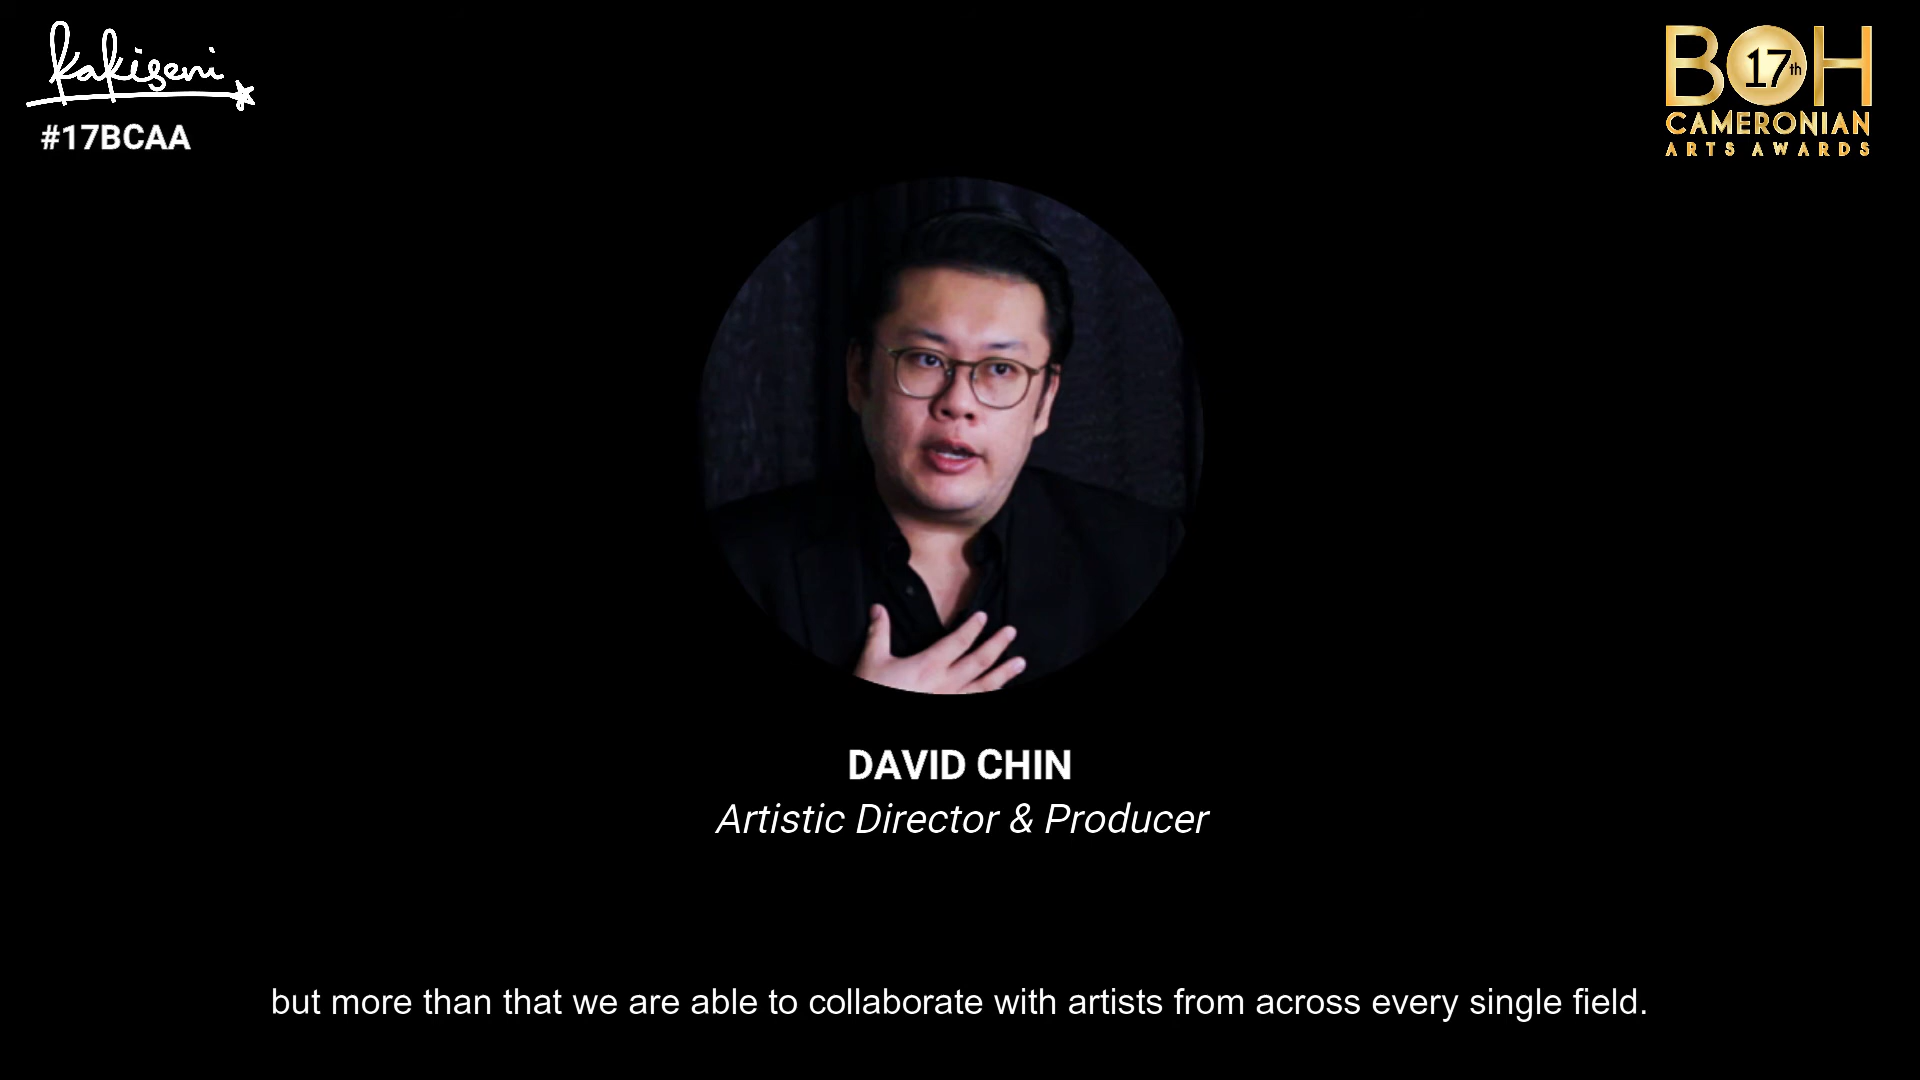 kakiseni
#17BCAA
BOH
17th
CAMERONIAN
ARTS AWARDS
DAVID CHIN
Artistic Director & Producer
but more than that we are able to collaborate with artists from across every single field.